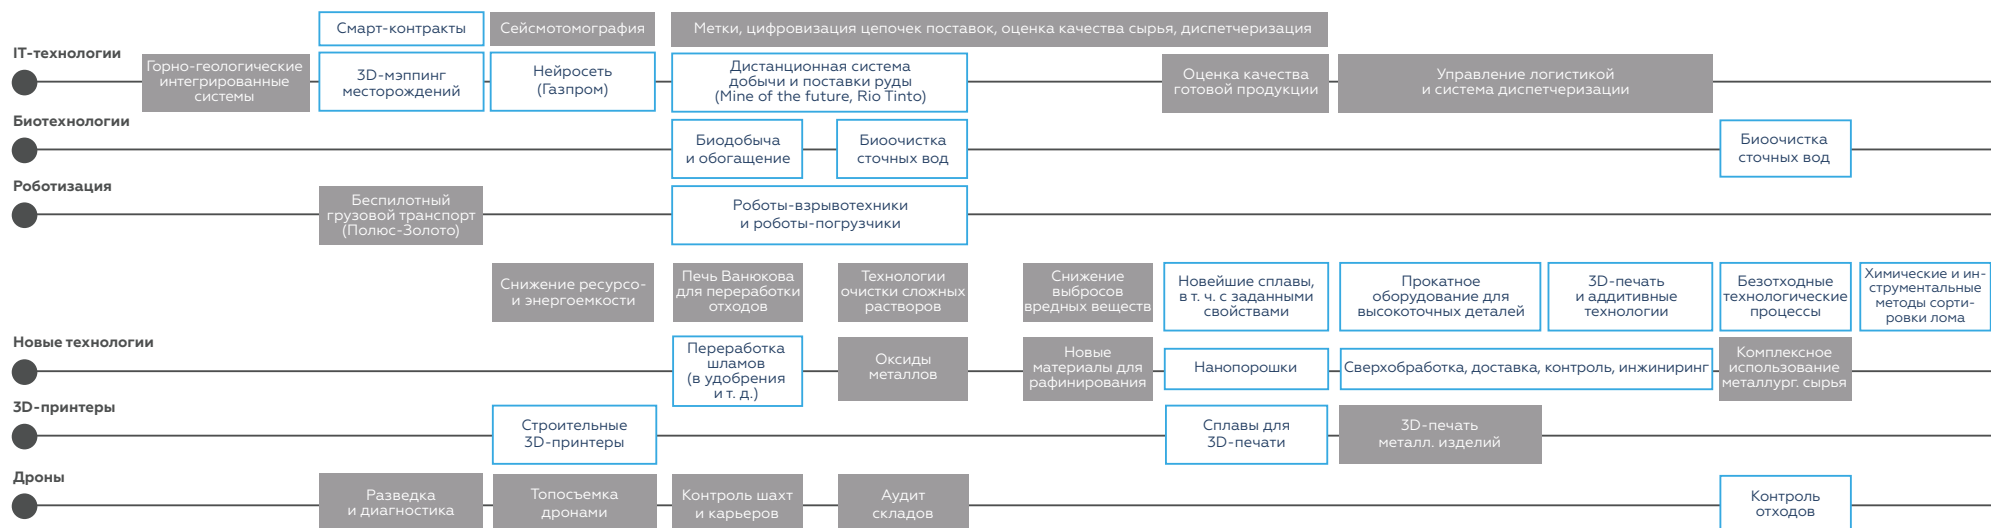 Смарт-контракты
Сейсмотомография
Метки, цифровизация цепочек поставок, оценка качества сырья, диспетчеризация
IT-технологии
Горно-геологические
интегрированные
системы
3D-мэппинг
месторождений
Нейросеть
(Газпром)
Дистанционная система
добычи и поставки руды
(Mine of the future, Rio Tinto)
Оценка качества
готовой продукции
Управление логистикой
и система диспетчеризации
Биотехнологии
Биодобыча
и обогащение
Биоочистка
сточных вод
Биоочистка
сточных вод
Роботизация
Беспилотный
грузовой транспорт
(Полюс-Золото)
Роботы-взрывотехники
и роботы-погрузчики
Снижение ресурсо-
и энергоемкости
Печь Ванюкова
для переработки
отходов
Технологии
очистки сложных
растворов
Снижение
выбросов
вредных веществ
Новейшие сплавы,
в т. ч. с заданными
свойствами
Прокатное
оборудование для
высокоточных деталей
3D-печать
и аддитивные
технологии
Безотходные
технологические
процессы
Химические и ин-
струментальные
методы сорти-
ровки лома
Новые технологии
Переработка
шламов
(в удобрения
и т. д.)
Оксиды
металлов
Новые
материалы для
рафинирования
Нанопорошки
Сверхобработка, доставка, контроль, инжиниринг
Комплексное
использование
металлург. сырья
3D-принтеры
Строительные
3D-принтеры
Сплавы для
3D-печати
3D-печать
металл. изделий
Дроны
Разведка
и диагностика
Топосъемка
дронами
Контроль шахт
и карьеров
Аудит
складов
Контроль
отходов